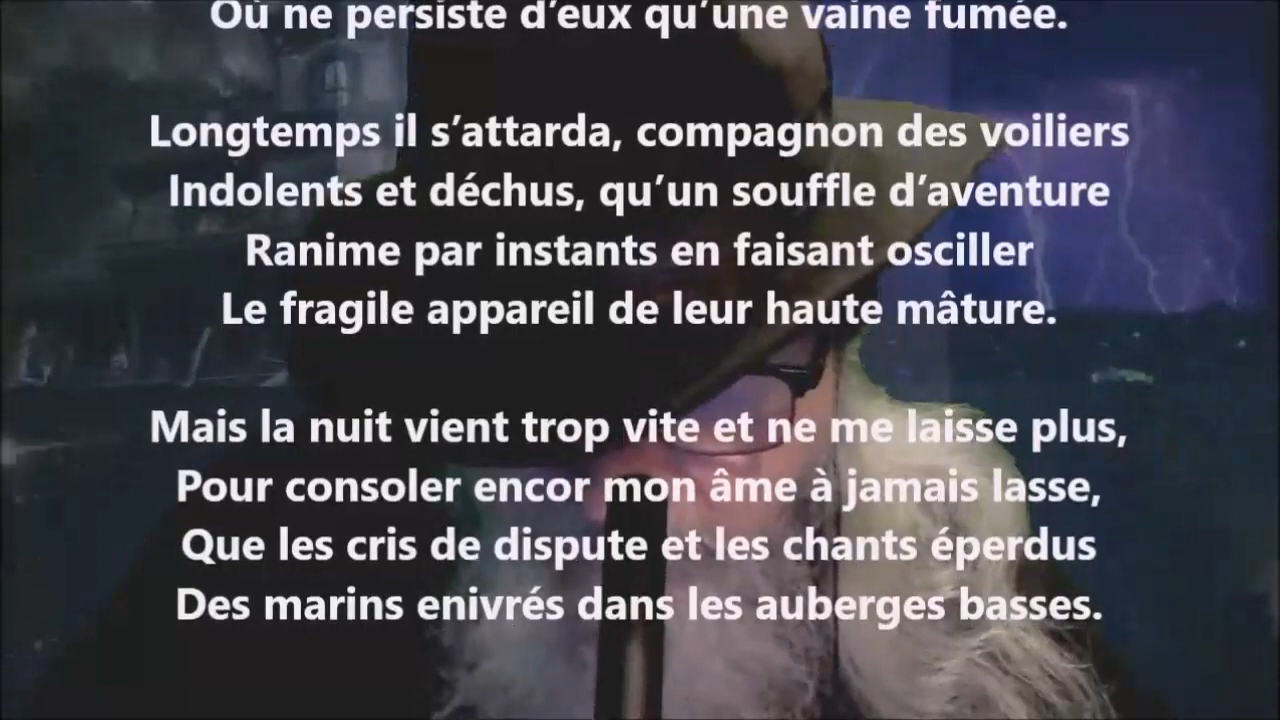 Où ne persiste d’eux qu’une vaine fumée.
Longtemps il s’attarda, compagnon des voiliers
Indolents et déchus, qu’un souffle d’aventure
Ranime par instants en faisant osciller
Le fragile appareil de leur haute mâture.
Mais la nuit vient trop vite et ne me laisse plus,
Pour consoler encor mon âme à jamais lasse,
Que les cris de dispute et les chants éperdus
Des marins enivrés dans les auberges basses.